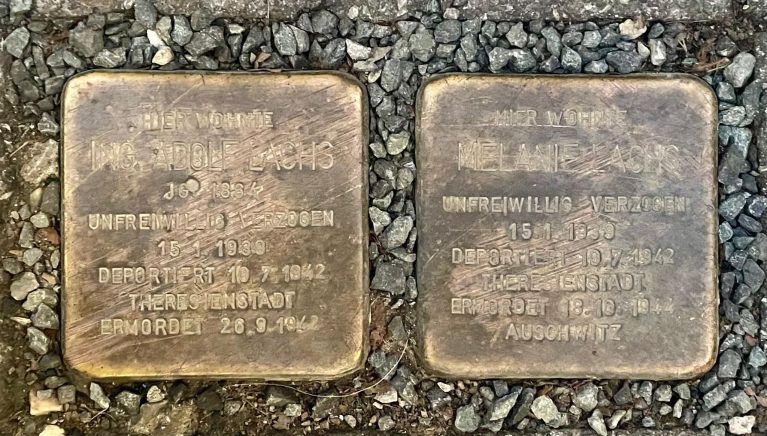 HIER WOHNTE
ING. ADOLF LACHS
JG. 1884
UNFREIWILLIG VERZOGEN
15.1.1939
DEPORTIERT 10.7.1942
THERESIENSTADT
ERMORDET 26.9.1942
HIER WOHNTE
MELANIE LACHS
UNFREIWILLIG VERZOGEN
15.1.1939
DEPORTIERT 10.7.1942
THERESIENSTADT
ERMORDET 18.10.1944
AUSCHWITZ